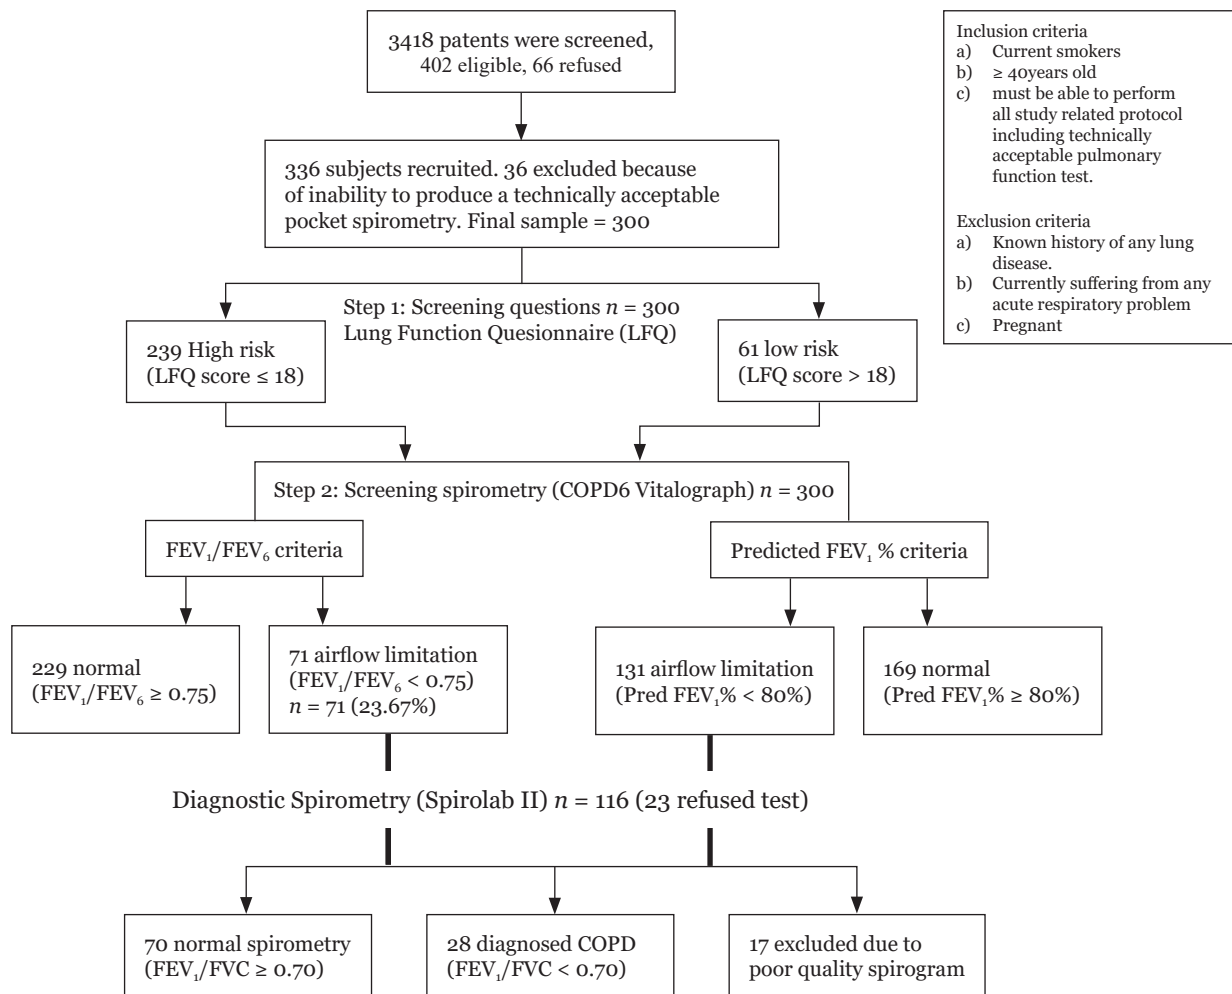 3418 patents were screened,
402 eligible, 66 refused
Inclusion criteria
a) Current smokers
b) ≥ 40years old
c) must be able to perform
all study related protocol
including technically
acceptable pulmonary
function test.
Exclusion criteria
a) Known history of any lung
disease.
b) Currently suffering from any
acute respiratory problem
c) Pregnant
336 subjects recruited. 36 excluded because
of inability to produce a technically acceptable
pocket spirometry. Final sample = 300
Step 1: Screening questions n = 300
Lung Function Quesionnaire (LFQ)
239 High risk
(LFQ score ≤ 18)
61 low risk
(LFQ score > 18)
Step 2: Screening spirometry (COPD6 Vitalograph) n = 300
FEV₁/FEV₆ criteria
Predicted FEV₁ % criteria
229 normal
(FEV₁/FEV₆ ≥ 0.75)
71 airflow limitation
(FEV₁/FEV₆ < 0.75)
n = 71 (23.67%)
131 airflow limitation
(Pred FEV₁% < 80%)
169 normal
(Pred FEV₁% ≥ 80%)
Diagnostic Spirometry (Spirolab II) n = 116 (23 refused test)
70 normal spirometry
(FEV₁/FVC ≥ 0.70)
28 diagnosed COPD
(FEV₁/FVC < 0.70)
17 excluded due to
poor quality spirogram